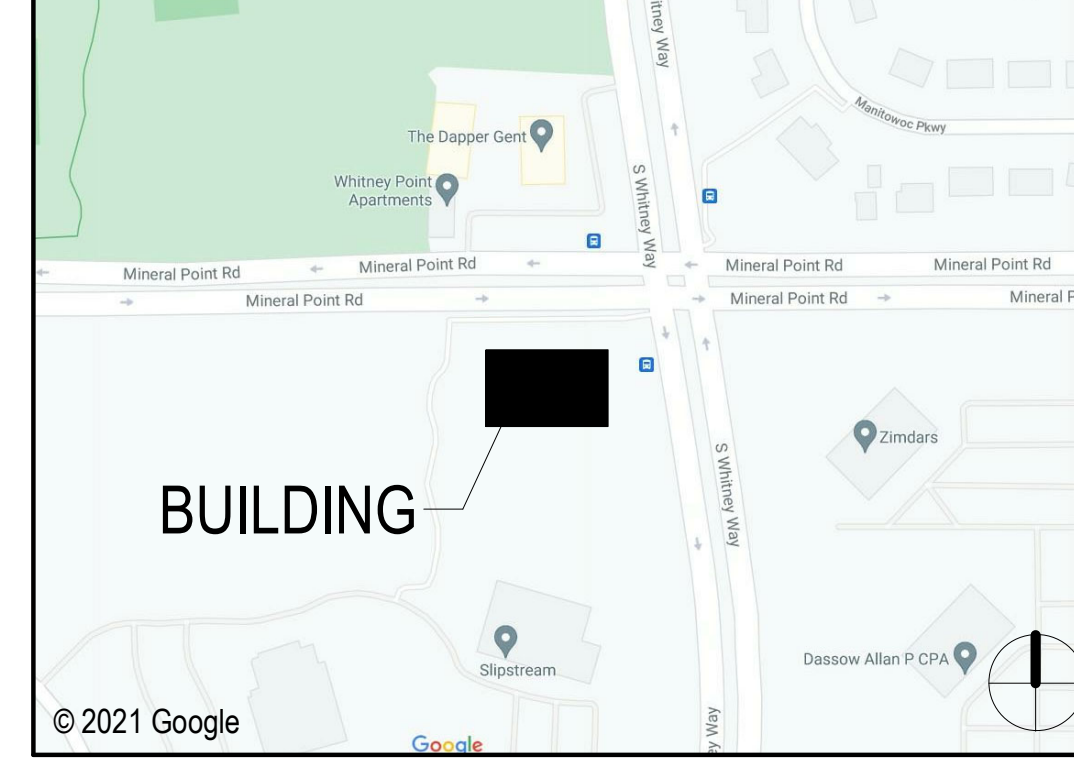 itney Way
Manitowoc Pkwy
The Dapper Gent
Whitney Point
Apartments
S Whitney Way
Mineral Point Rd
Mineral Point Rd
Mineral Point Rd
Mineral Point Rd
Mineral Point Rd
Mineral Point Rd
Mineral P
Zimdars
S Whitney Way
BUILDING
Slipstream
Dassow Allan P CPA
ey Way
© 2021 Google
Google